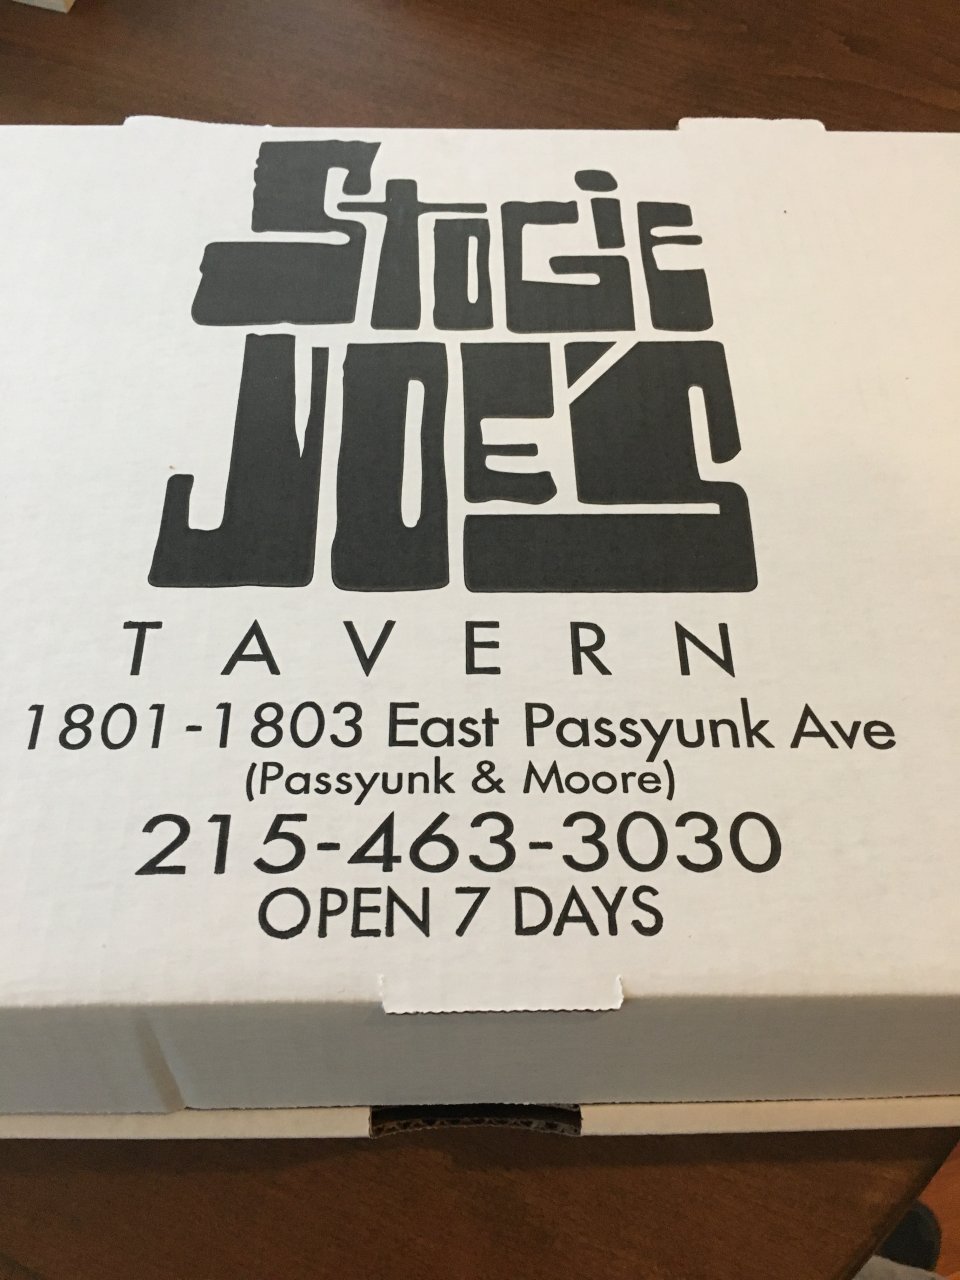 STOGiE
JOE'S
TAVERN
1801-1803 East Passyunk Ave
(Passyunk & Moore)
215-463-3030
OPEN 7 DAYS